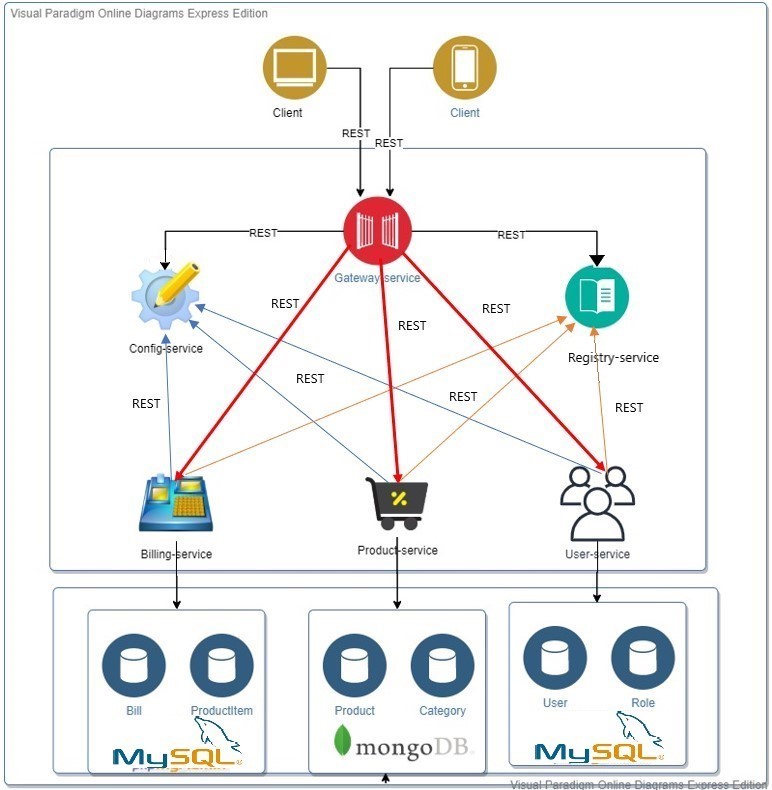 Visual Paradigm Online Diagrams Express Edition
Client
Client
REST
REST
REST
REST
Gateway-service
REST
REST
REST
Config-service
Registry-service
REST
REST
REST
REST
Billing-service
Product-service
User-service
Bill
ProductItem
Product
Category
User
Role
MySQL
mongoDB
MySQL
Visual Paradigm Online Diagrams Express Edition